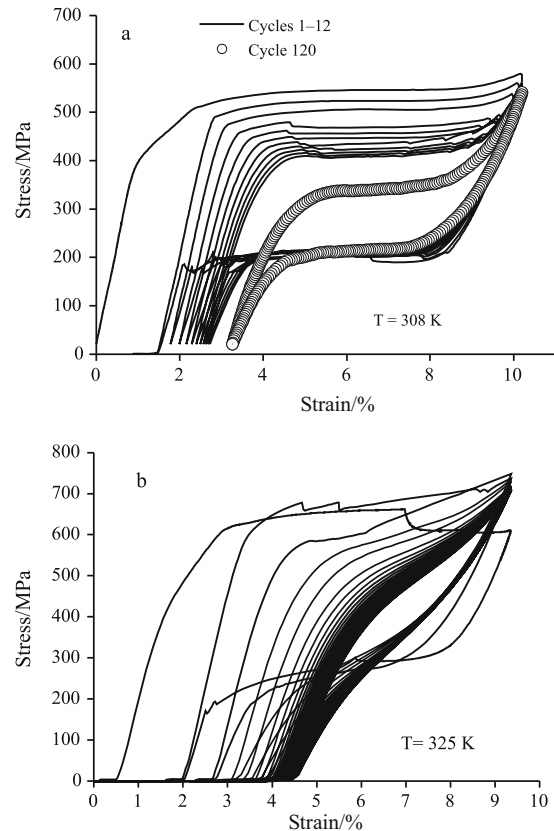 a
Cycles 1–12
Cycle 120
700
600
500
400
300
200
100
0
Stress/MPa
T = 308 K
0 2 4 6 8 10
Strain/%
b
800
700
600
500
400
300
200
100
0
Stress/MPa
T= 325 K
0 1 2 3 4 5 6 7 8 9 10
Strain/%